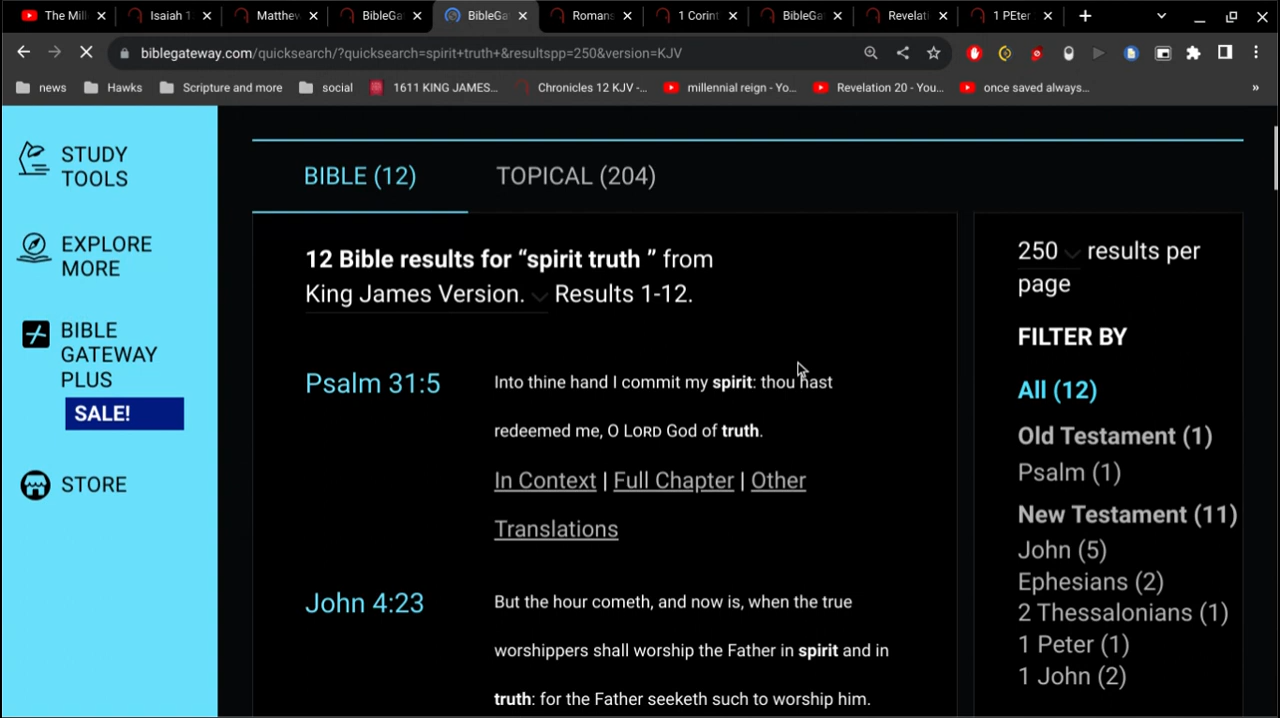 The Mill
Isaiah 1
Matthew
BibleGa
BibleGa
Romans
1 Corint
BibleGa
Revelati
1 PEter
biblegateway.com/quicksearch/?quicksearch=spirit+truth+&resultspp=250&version=KJV
news
Hawks
Scripture and more
social
1611 KING JAMES...
Chronicles 12 KJV -...
millennial reign - Yo...
Revelation 20 - You...
once saved always...
»
STUDY
TOOLS
EXPLORE
MORE
BIBLE
GATEWAY
PLUS
SALE!
STORE
BIBLE (12)
TOPICAL (204)
12 Bible results for “spirit truth ” from
King James Version. Results 1-12.
Psalm 31:5
Into thine hand I commit my spirit: thou hast
redeemed me, O LORD God of truth.
In Context | Full Chapter | Other
Translations
John 4:23
But the hour cometh, and now is, when the true
worshippers shall worship the Father in spirit and in
truth: for the Father seeketh such to worship him.
250 results per
page
FILTER BY
All (12)
Old Testament (1)
Psalm (1)
New Testament (11)
John (5)
Ephesians (2)
2 Thessalonians (1)
1 Peter (1)
1 John (2)